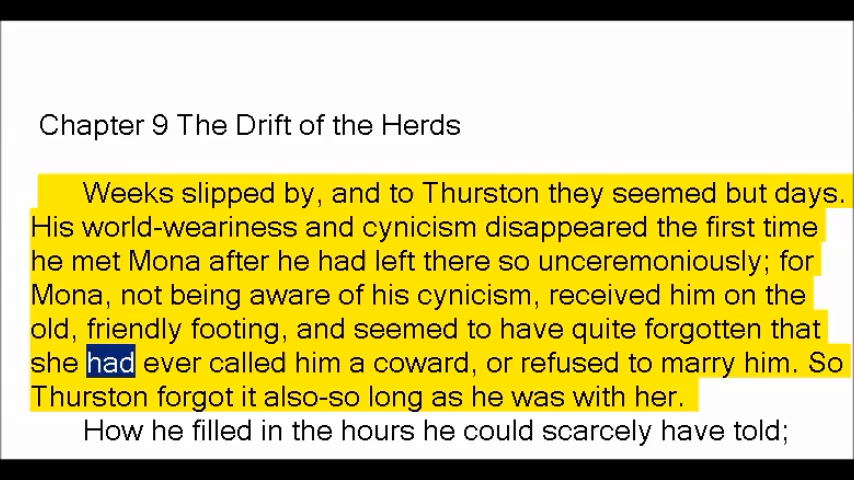 Chapter 9 The Drift of the Herds
Weeks slipped by, and to Thurston they seemed but days.
His world-weariness and cynicism disappeared the first time
he met Mona after he had left there so unceremoniously; for
Mona, not being aware of his cynicism, received him on the
old, friendly footing, and seemed to have quite forgotten that
she had ever called him a coward, or refused to marry him. So
Thurston forgot it also-so long as he was with her.
How he filled in the hours he could scarcely have told;